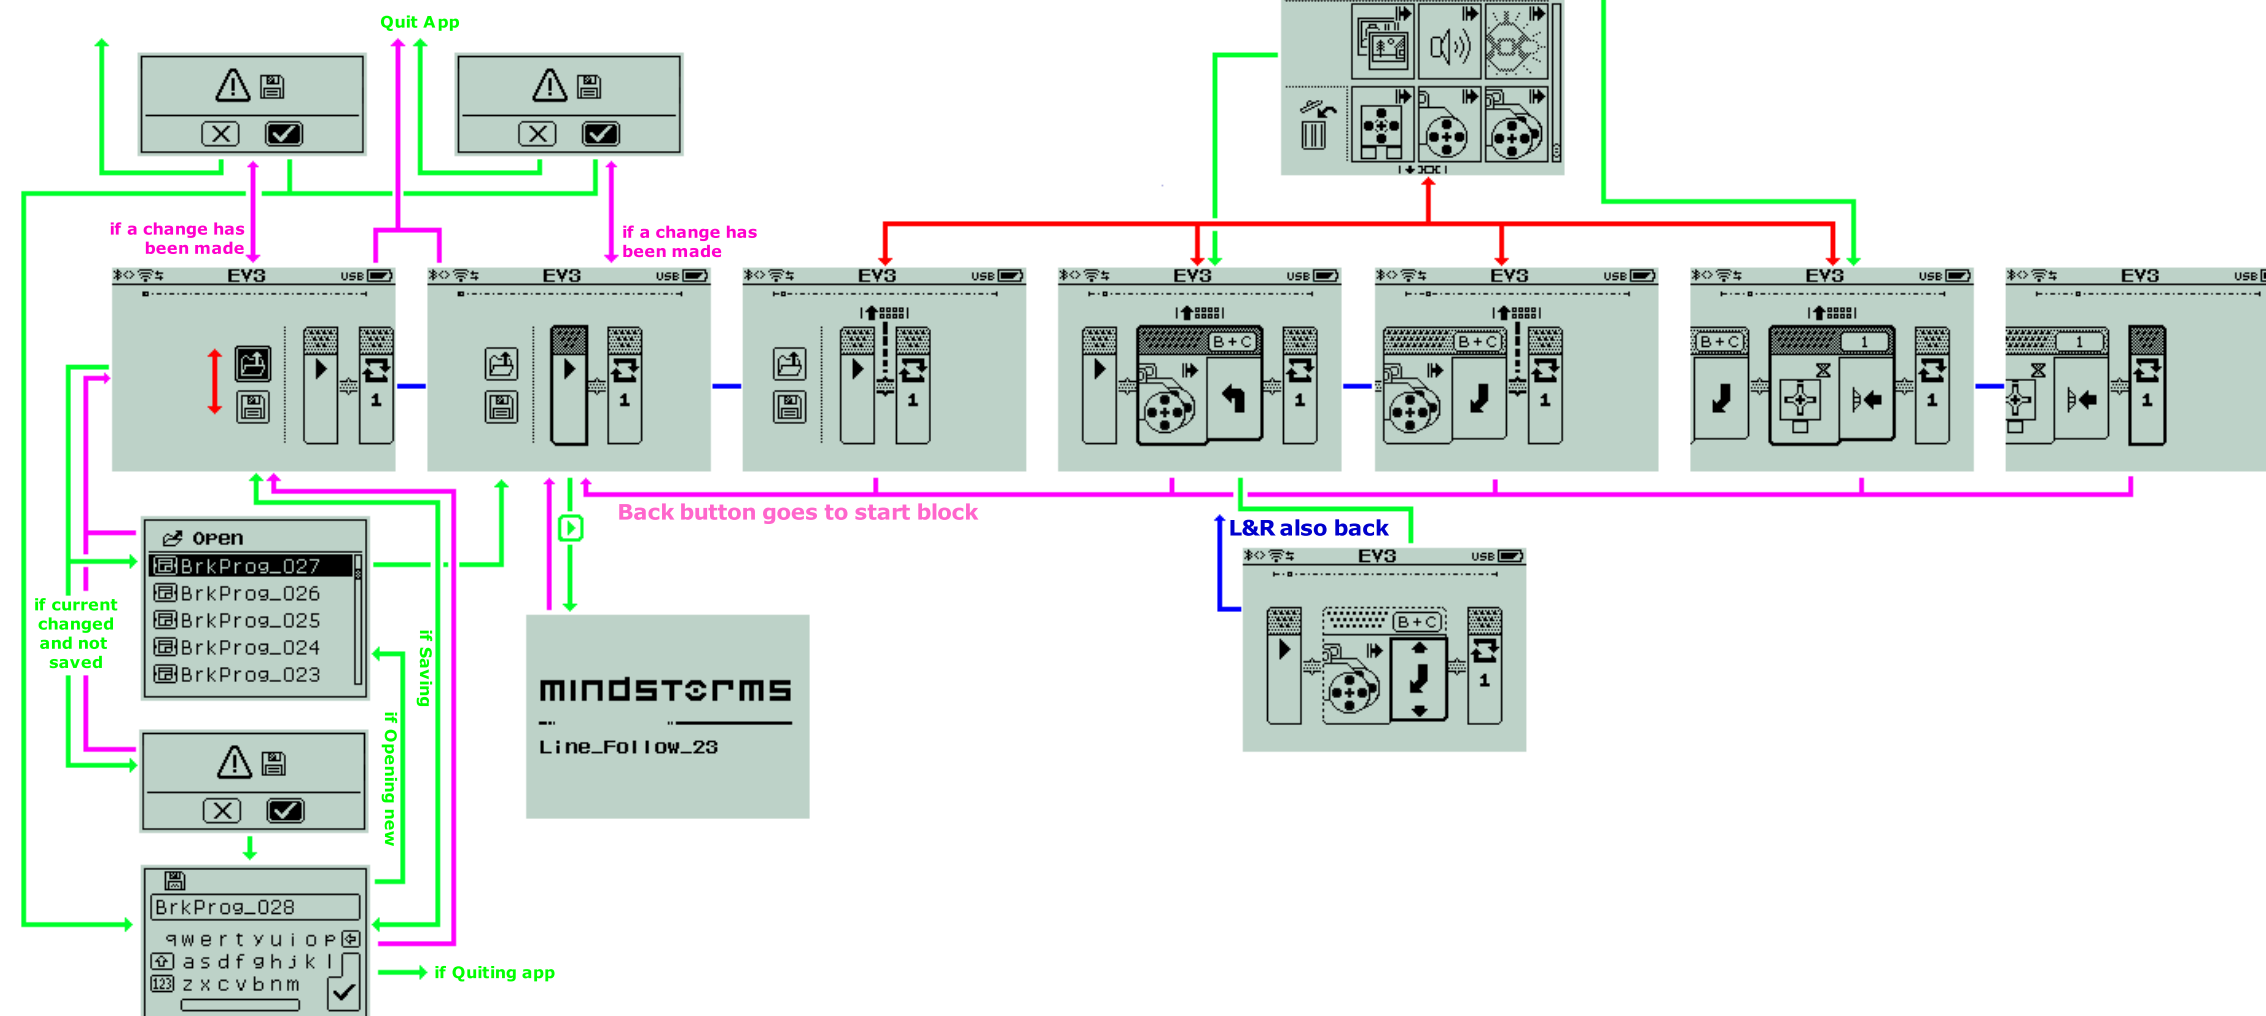 Quit App
if a change has
been made
if a change has
been made
EV3
USB
EV3
USB
EV3
USB
EV3
USB
EV3
USB
EV3
USB
EV3
USB
1
1
1
B+C
1
B+C
1
B+C
1
1
1
1
Back button goes to start block
L&R also back
Open
BrkProg_027
BrkProg_026
BrkProg_025
BrkProg_024
BrkProg_023
if current
changed
and not
saved
if Saving
if Opening new
mindstorms
Line_Follow_23
EV3
USB
B+C
1
BrkProg_028
qwertyuiop
asdfghjkl
123 zxcvbnm
if Quiting app